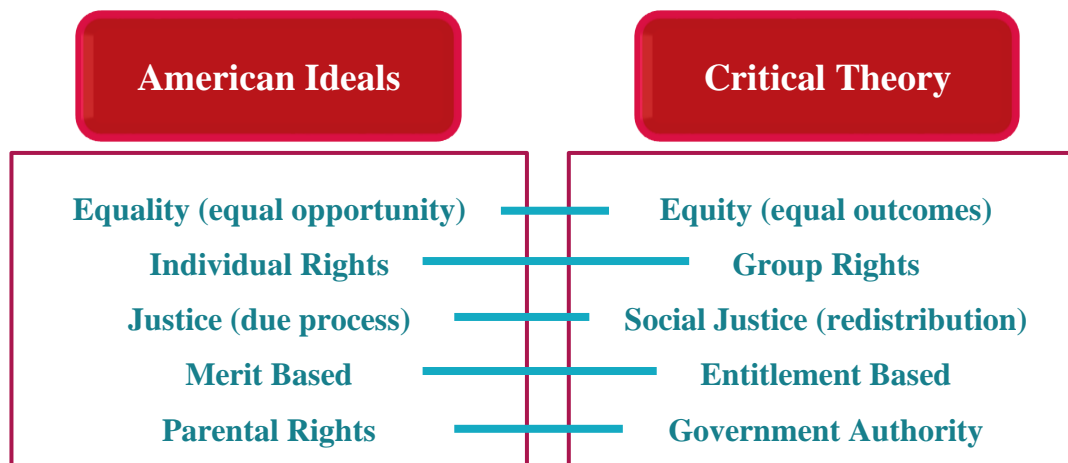 American Ideals
Critical Theory
Equality (equal opportunity)
Equity (equal outcomes)
Individual Rights
Group Rights
Justice (due process)
Social Justice (redistribution)
Merit Based
Entitlement Based
Parental Rights
Government Authority